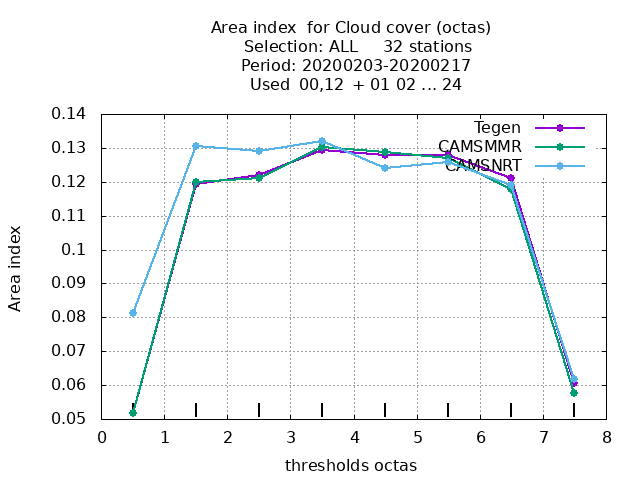 Area index  for Cloud cover (octas)
Selection: ALL     32 stations
Period: 20200203-20200217
Used  00,12  + 01 02 ... 24
Tegen
CAMSMMR
CAMSNRT
0.14
0.13
0.12
0.11
0.1
0.09
0.08
0.07
0.06
0.05
Area index
0 1 2 3 4 5 6 7 8
thresholds octas